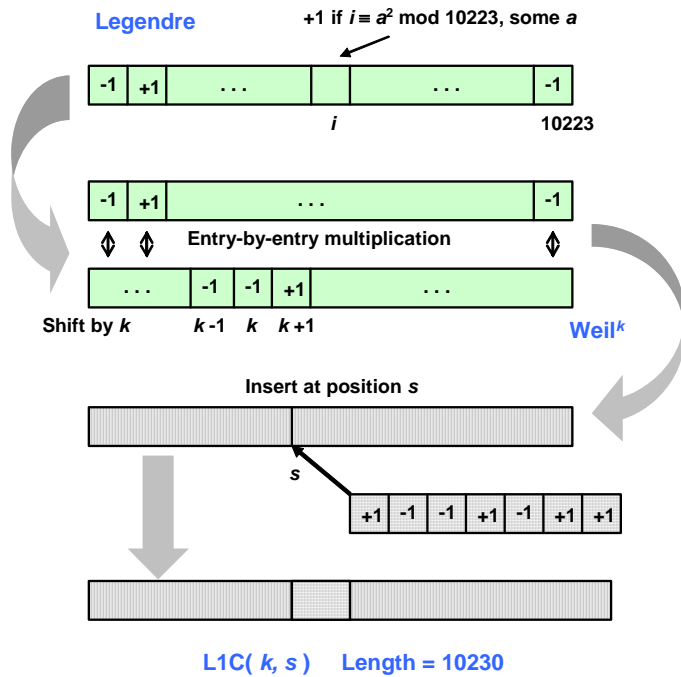 Legendre
+1 if i ≡ a² mod 10223, some a
-1 +1 . . . . . . -1
i 10223
-1 +1 . . . -1
Entry-by-entry multiplication
. . . -1 -1 +1 . . .
Shift by k k-1 k k+1
Weilᵏ
Insert at position s
s
+1 -1 -1 +1 -1 +1 +1
L1C( k, s ) Length = 10230